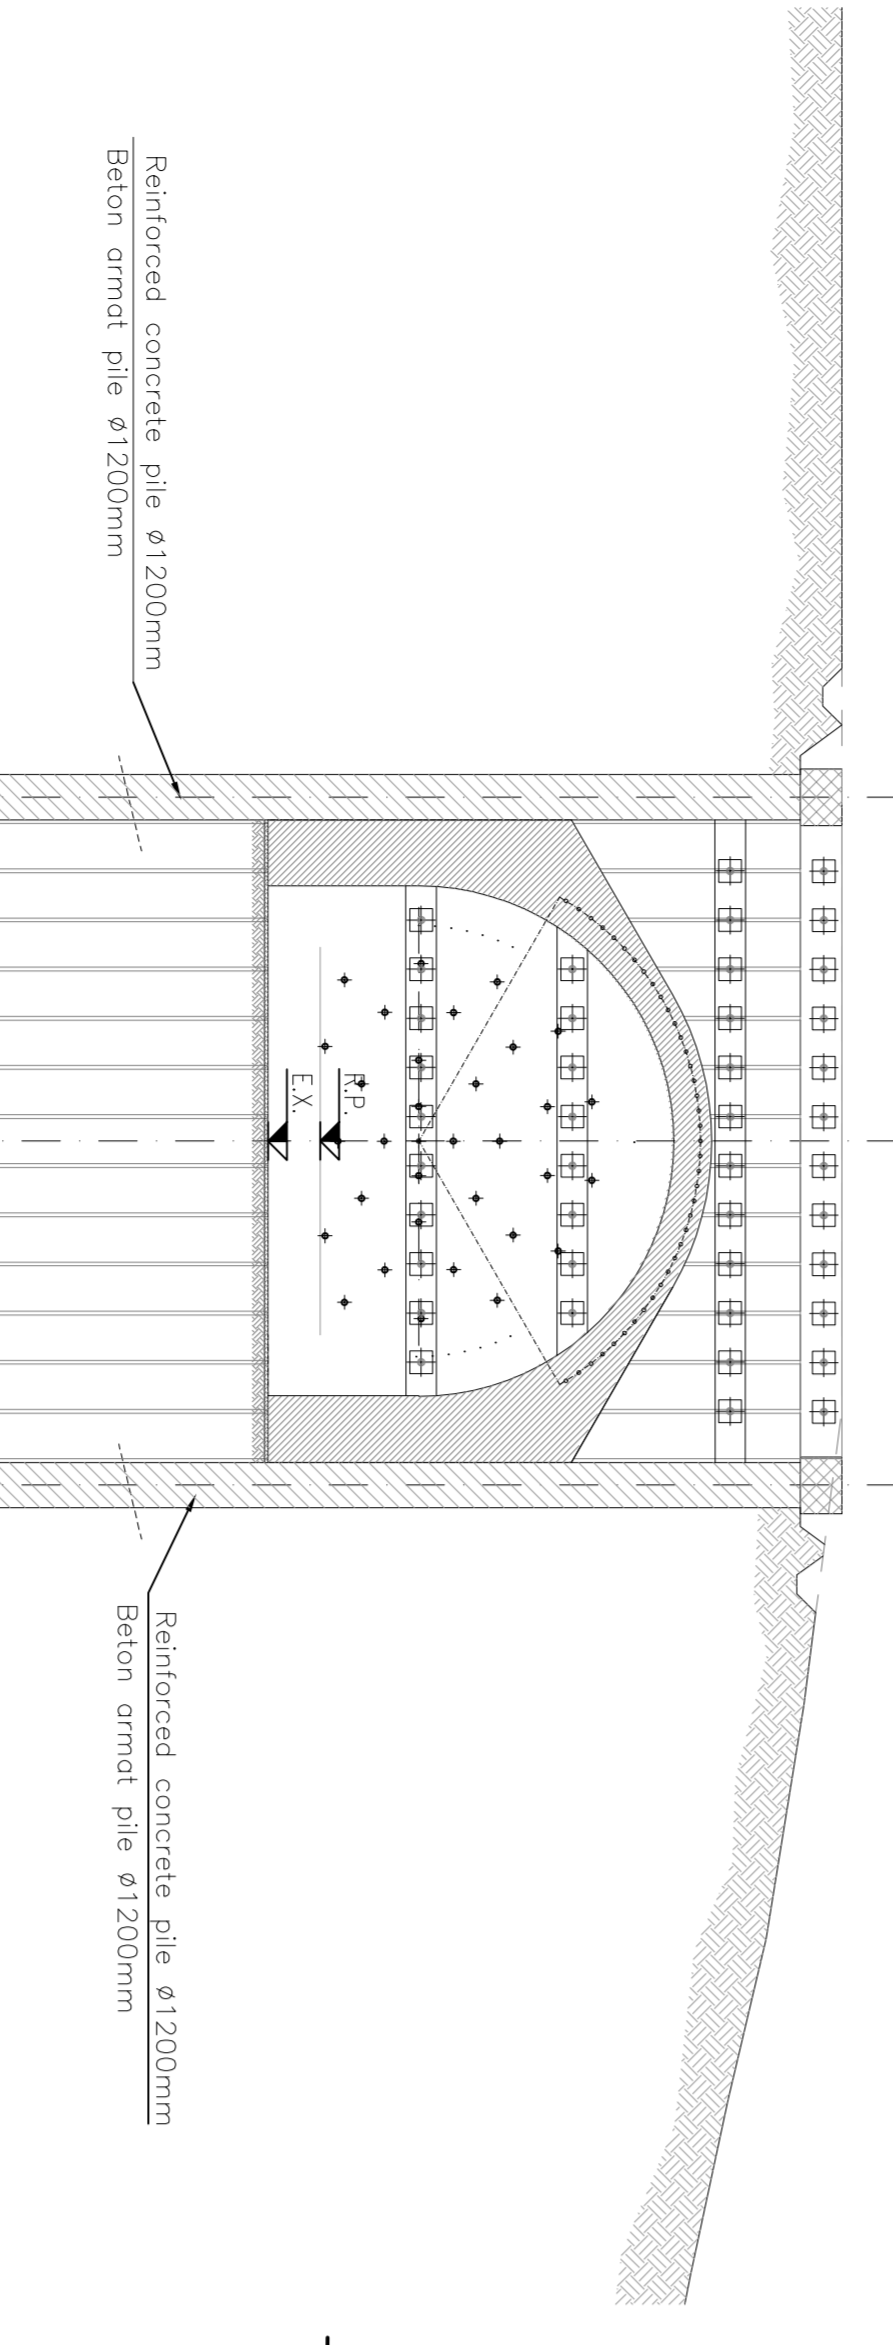 Reinforced concrete pile Ø1200mm
Beton armat pile Ø1200mm
R.P.
E.X.
Reinforced concrete pile Ø1200mm
Beton armat pile Ø1200mm